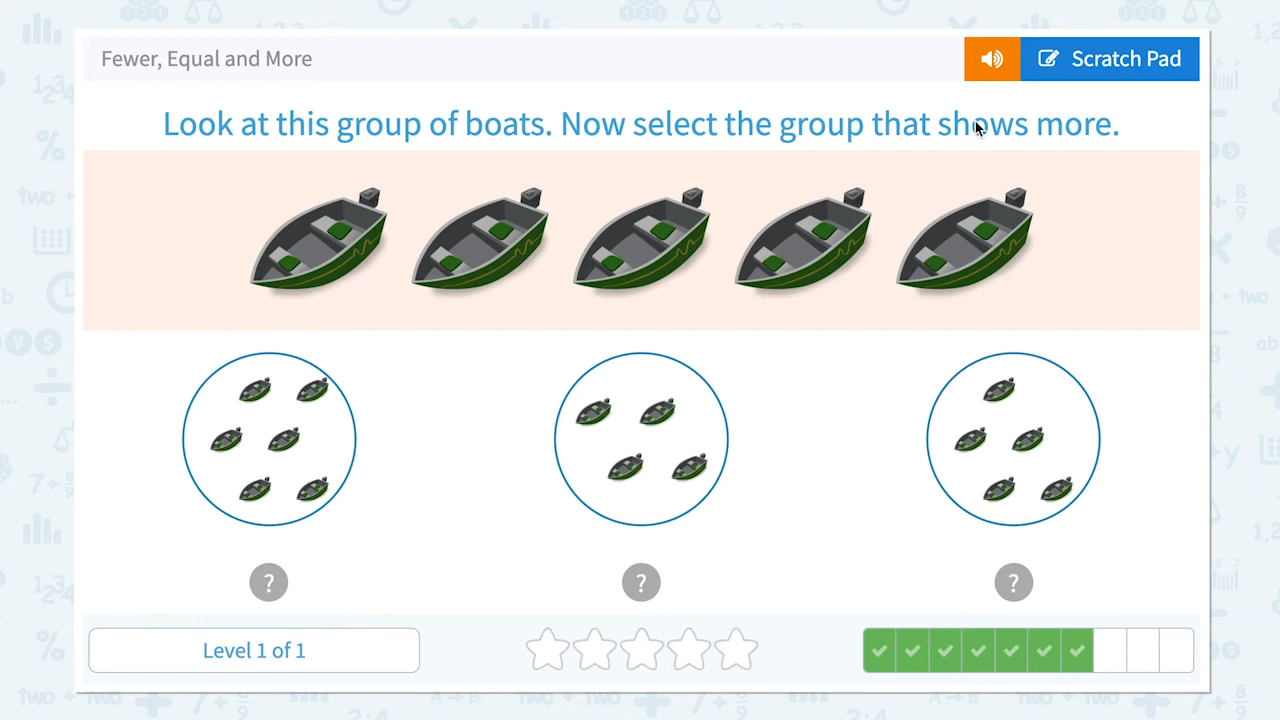 Fewer, Equal and More
Scratch Pad
Look at this group of boats. Now select the group that shows more.
? ? ?
Level 1 of 1